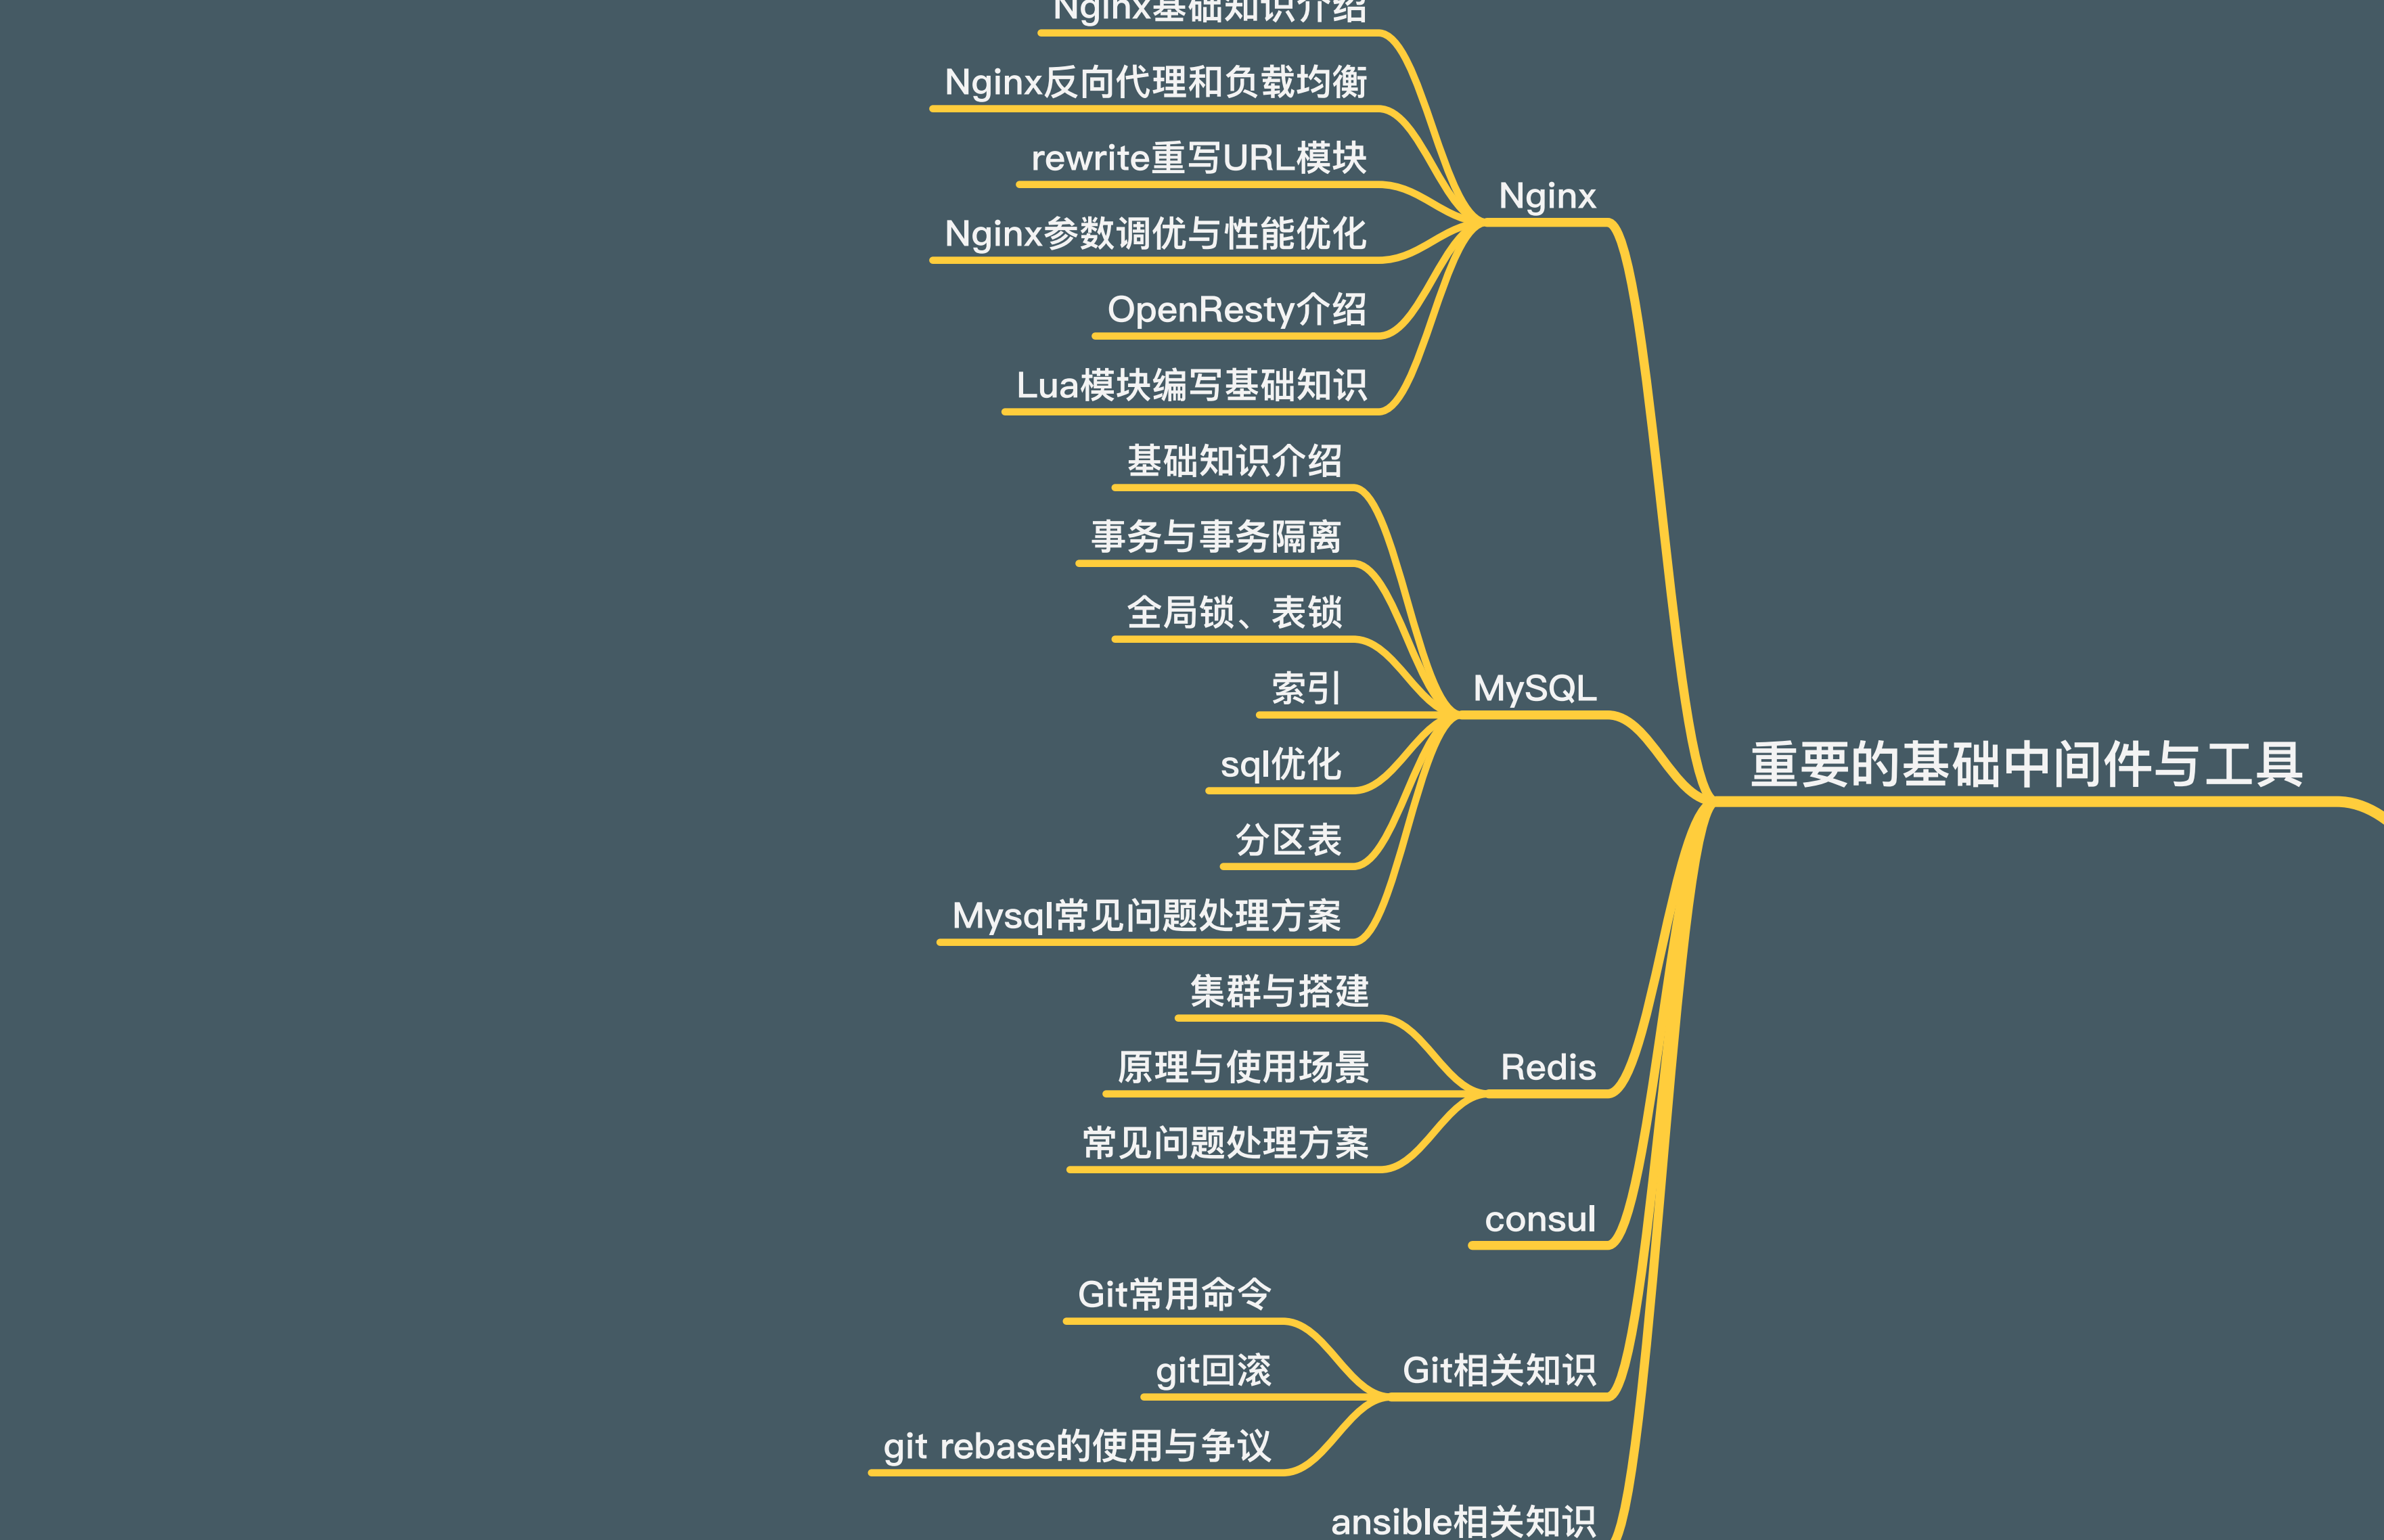 Nginx基础知识介绍
Nginx反向代理和负载均衡
rewrite重写URL模块
Nginx
Nginx参数调优与性能优化
OpenResty介绍
Lua模块编写基础知识
基础知识介绍
事务与事务隔离
全局锁、表锁
索引
MySQL
sql优化
分区表
Mysql常见问题处理方案
重要的基础中间件与工具
集群与搭建
原理与使用场景
Redis
常见问题处理方案
consul
Git常用命令
git回滚
Git相关知识
git rebase的使用与争议
ansible相关知识